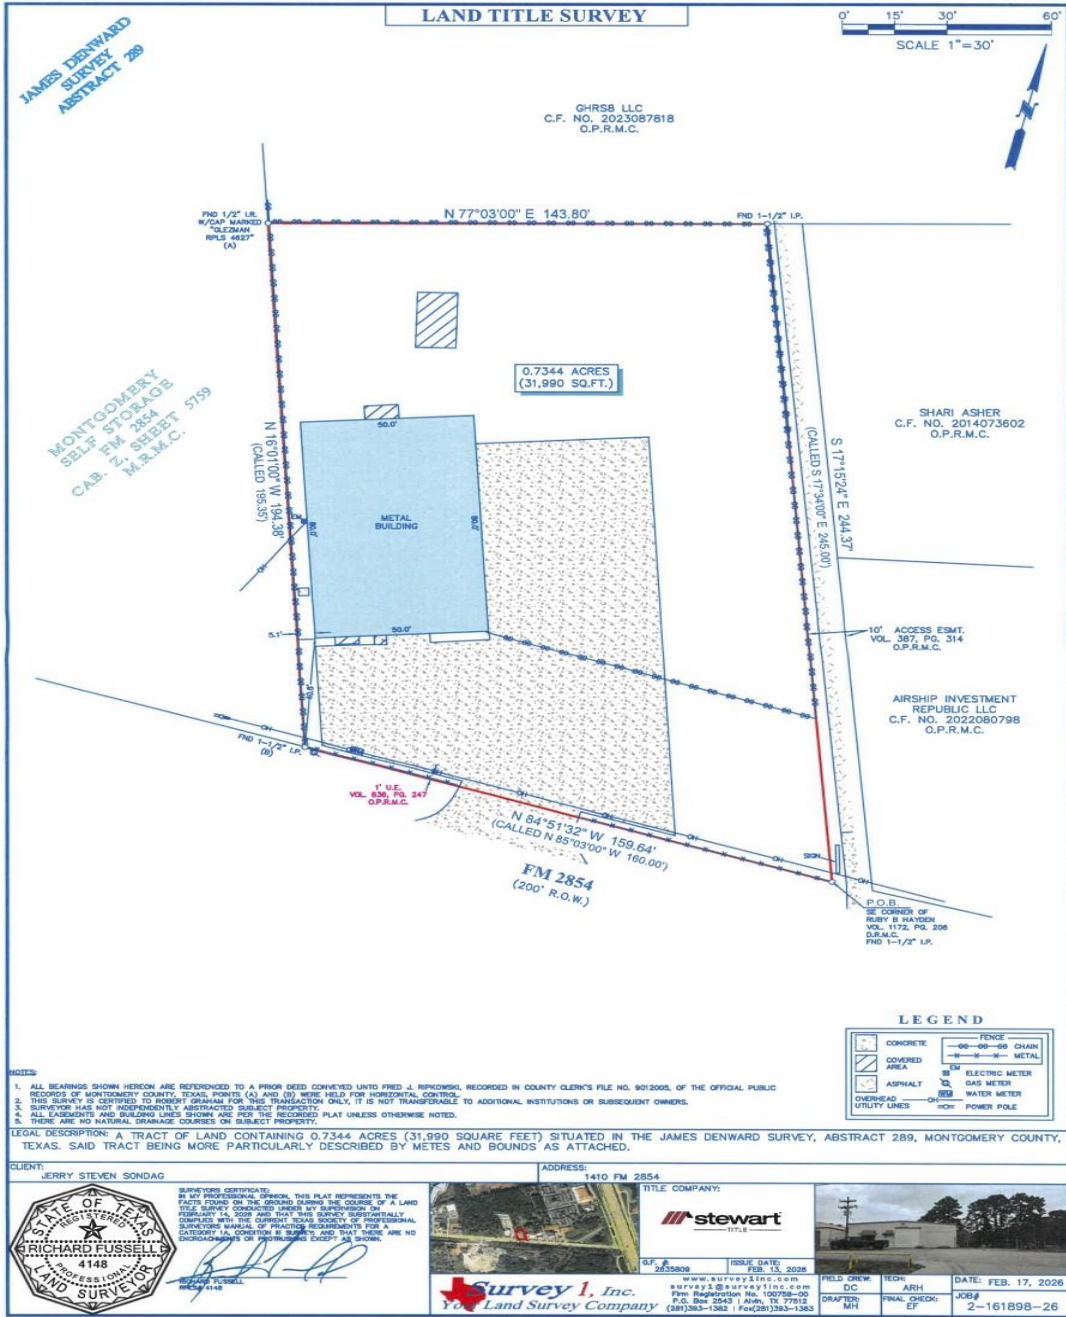 LAND TITLE SURVEY
0' 15' 30' 60'
SCALE 1"=30'
N
JAMES DENWARD
SURVEY
ABSTRACT 289
GHRSB LLC
C.F. NO. 2023087818
O.P.R.M.C.
FND 1/2" I.R.
W/CAP MARKED
"GLEZMAN
RPLS 4627"
(A)
N 77°03'00" E 143.80'
FND 1-1/2" I.P.
0.7344 ACRES
(31,990 SQ.FT.)
MONTGOMERY
SELF STORAGE
FM 2854
CAB. Z, SHEET 5759
M.R.M.C.
N 16°01'00" W 194.38'
(CALLED 195.35')
50.0'
METAL
BUILDING
80.0'
80.0'
50.0'
EM
OH
5.1'
SHARI ASHER
C.F. NO. 2014073602
O.P.R.M.C.
S 17°15'24" E 244.37'
(CALLED S 17°34'00" E 245.00')
10' ACCESS ESMT.
VOL. 387, PG. 314
O.P.R.M.C.
AIRSHIP INVESTMENT
REPUBLIC LLC
C.F. NO. 2022080798
O.P.R.M.C.
OH
FND 1-1/2" I.P.
(B)
1' U.E.
VOL. 636, PG. 247
O.P.R.M.C.
OH
OH
OH
OH
N 84°51'32" W 159.64'
(CALLED N 85°03'00" W 160.00')
FM 2854
(200' R.O.W.)
SIGN
P.O.B.
SE CORNER OF
RUBY B HAYDEN
VOL. 1172, PG. 206
D.R.M.C.
FND 1-1/2" I.P.
LEGEND
CONCRETE
COVERED
AREA
ASPHALT
OVERHEAD
UTILITY LINES
OH
FENCE
CHAIN
METAL
EM
ELECTRIC METER
GAS METER
WM WATER METER
POWER POLE
NOTES:
1. ALL BEARINGS SHOWN HEREON ARE REFERENCED TO A PRIOR DEED CONVEYED UNTO FRED J. RIPKOWSKI, RECORDED IN COUNTY CLERK'S FILE NO. 9012005, OF THE OFFICIAL PUBLIC
RECORDS OF MONTGOMERY COUNTY, TEXAS, POINTS (A) AND (B) WERE HELD FOR HORIZONTAL CONTROL.
2. THIS SURVEY IS CERTIFIED TO ROBERT GRAHAM FOR THIS TRANSACTION ONLY, IT IS NOT TRANSFERABLE TO ADDITIONAL INSTITUTIONS OR SUBSEQUENT OWNERS.
3. SURVEYOR HAS NOT INDEPENDENTLY ABSTRACTED SUBJECT PROPERTY.
4. ALL EASEMENTS AND BUILDING LINES SHOWN ARE PER THE RECORDED PLAT UNLESS OTHERWISE NOTED.
5. THERE ARE NO NATURAL DRAINAGE COURSES ON SUBJECT PROPERTY.
LEGAL DESCRIPTION: A TRACT OF LAND CONTAINING 0.7344 ACRES (31,990 SQUARE FEET) SITUATED IN THE JAMES DENWARD SURVEY, ABSTRACT 289, MONTGOMERY COUNTY,
TEXAS. SAID TRACT BEING MORE PARTICULARLY DESCRIBED BY METES AND BOUNDS AS ATTACHED.
CLIENT:
JERRY STEVEN SONDAG
ADDRESS:
1410 FM 2854
STATE OF TEXAS
REGISTERED
RICHARD FUSSELL
4148
PROFESSIONAL
LAND SURVEYOR
SURVEYORS CERTIFICATE:
IN MY PROFESSIONAL OPINION, THIS PLAT REPRESENTS THE
FACTS FOUND ON THE GROUND DURING THE COURSE OF A LAND
TITLE SURVEY CONDUCTED UNDER MY SUPERVISION ON
FEBRUARY 14, 2026 AND THAT THIS SURVEY SUBSTANTIALLY
COMPLIES WITH THE CURRENT TEXAS SOCIETY OF PROFESSIONAL
SURVEYORS MANUAL OF PRACTICE REQUIREMENTS FOR A
CATEGORY 1A, CONDITION III SURVEY, AND THAT THERE ARE NO
ENCROACHMENTS OR PROTRUSIONS EXCEPT AS SHOWN.
RICHARD FUSSELL
RPLS# 4148
TITLE COMPANY:
stewart
TITLE
G.F. #
2635809
ISSUE DATE:
FEB. 13, 2026
Survey 1, Inc.
Your Land Survey Company
www.survey1inc.com
survey1@survey1inc.com
Firm Registration No. 100758-00
P.O. Box 2543 | Alvin, TX 77512
(281)393-1382 | Fax(281)393-1383
FIELD CREW:
DC
TECH:
ARH
DATE: FEB. 17, 2026
DRAFTER:
MH
FINAL CHECK:
EF
JOB#
2-161898-26